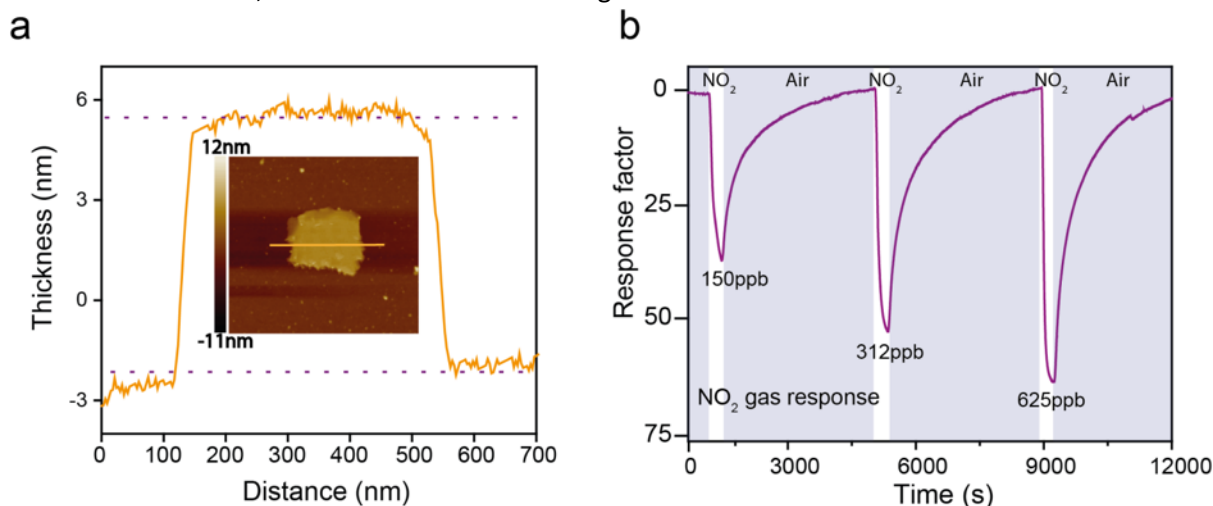 a
Thickness (nm)
6
3
0
-3
12nm
-11nm
0 100 200 300 400 500 600 700
Distance (nm)
b
Response factor
0
25
50
75
NO₂ Air NO₂ Air NO₂ Air
150ppb
312ppb
625ppb
NO₂ gas response
0 3000 6000 9000 12000
Time (s)